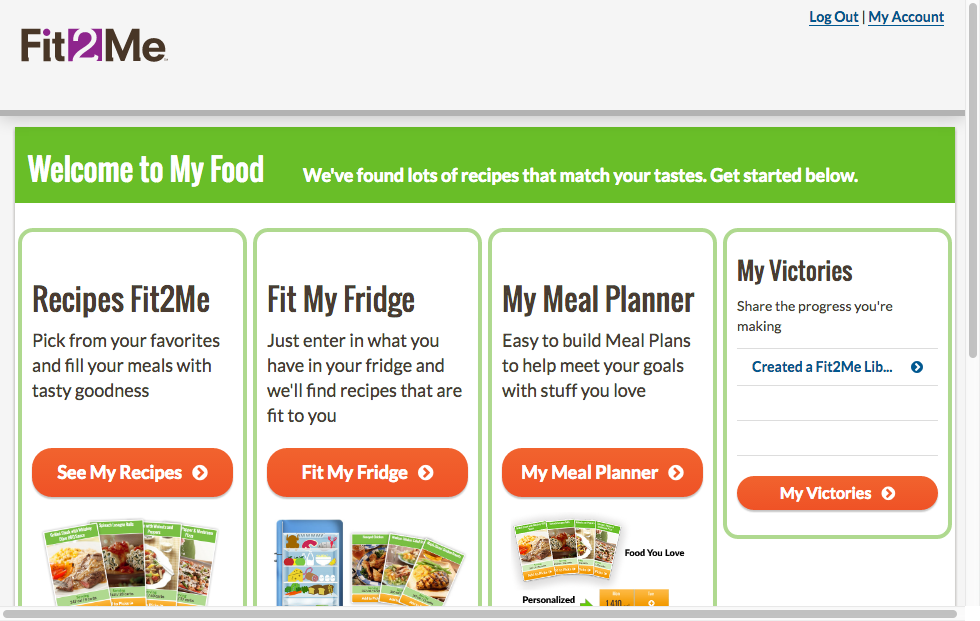 Log Out | My Account
Fit2Me
Welcome to My Food
We've found lots of recipes that match your tastes. Get started below.
Recipes Fit2Me
Pick from your favorites
and fill your meals with
tasty goodness
See My Recipes
Fit My Fridge
Just enter in what you
have in your fridge and
we'll find recipes that are
fit to you
Fit My Fridge
My Meal Planner
Easy to build Meal Plans
to help meet your goals
with stuff you love
My Meal Planner
Food You Love
Personalized
1,410
My Victories
Share the progress you're
making
Created a Fit2Me Lib...
My Victories